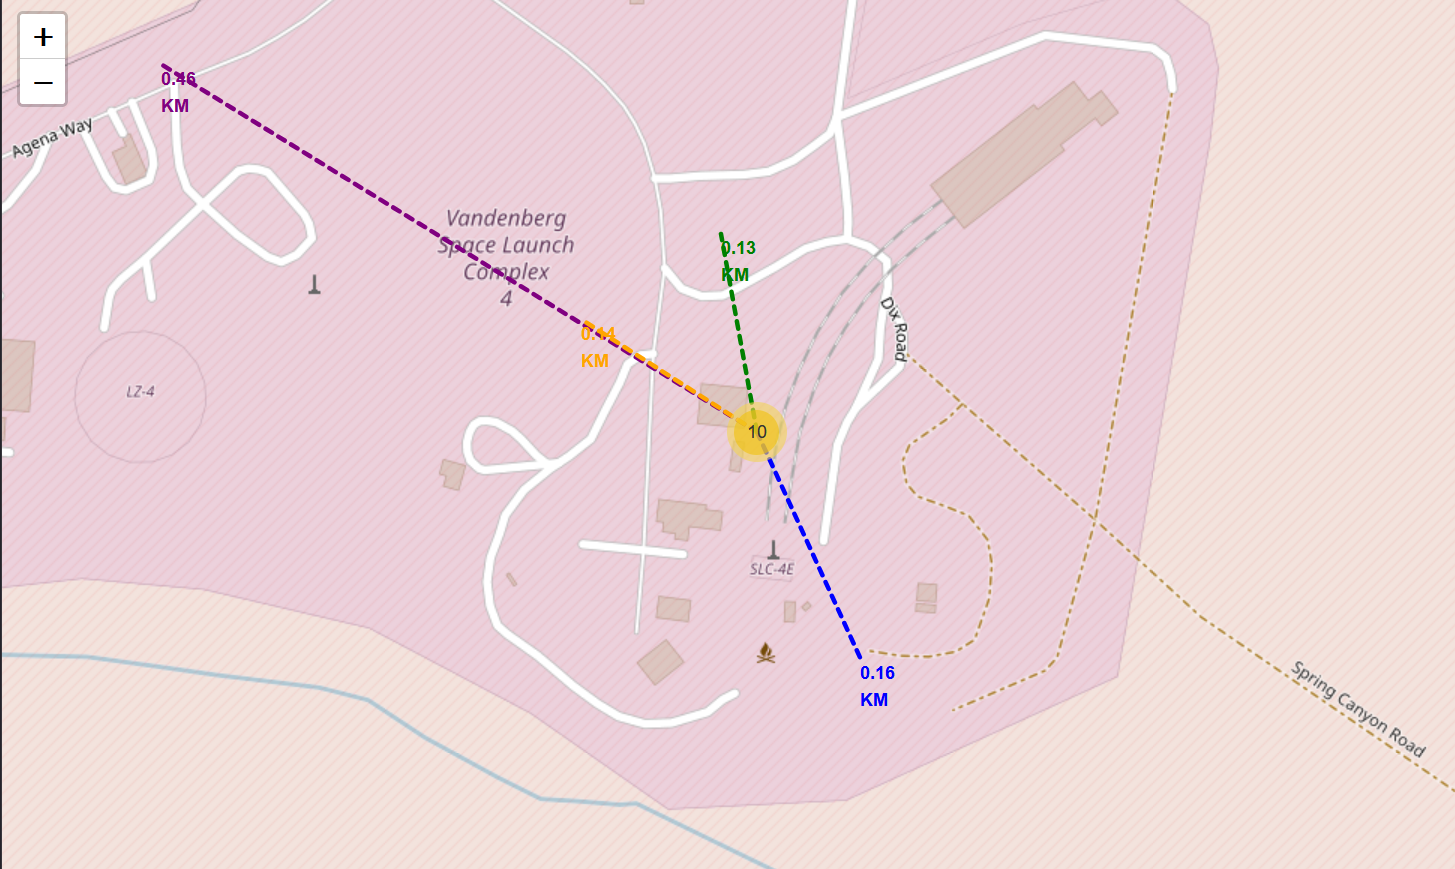 +
−
0.46
KM
Agena Way
Vandenberg
Space Launch
Complex
4
0.13
KM
0.14
KM
Dix Road
LZ-4
10
SLC-4E
0.16
KM
Spring Canyon Road